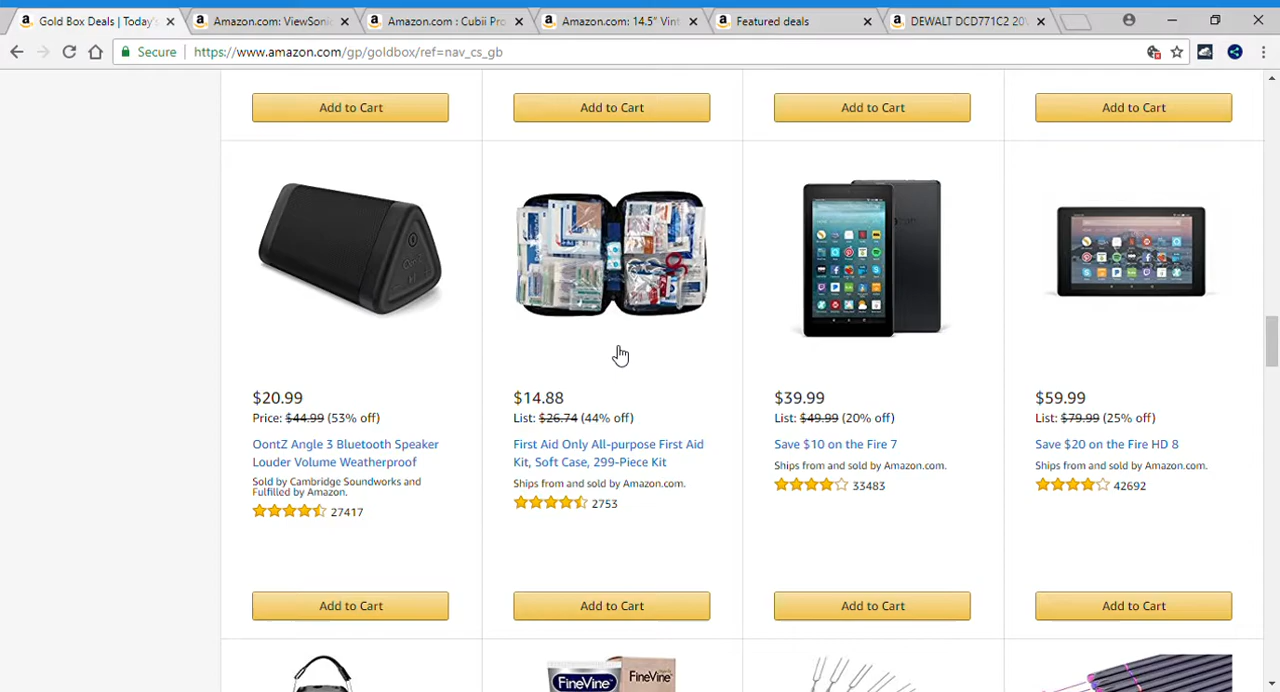 Gold Box Deals | Today's
Amazon.com: ViewSonic
Amazon.com : Cubii Pro
Amazon.com: 14.5" Vint
Featured deals
DEWALT DCD771C2 20V
Secure
https://www.amazon.com/gp/goldbox/ref=nav_cs_gb
Add to Cart
Add to Cart
Add to Cart
Add to Cart
$20.99
Price: $44.99 (53% off)
OontZ Angle 3 Bluetooth Speaker
Louder Volume Weatherproof
Sold by Cambridge Soundworks and
Fulfilled by Amazon.
27417
$14.88
List: $26.74 (44% off)
First Aid Only All-purpose First Aid
Kit, Soft Case, 299-Piece Kit
Ships from and sold by Amazon.com.
2753
$39.99
List: $49.99 (20% off)
Save $10 on the Fire 7
Ships from and sold by Amazon.com.
33483
$59.99
List: $79.99 (25% off)
Save $20 on the Fire HD 8
Ships from and sold by Amazon.com.
42692
Add to Cart
Add to Cart
Add to Cart
Add to Cart
FineVine
FineVine